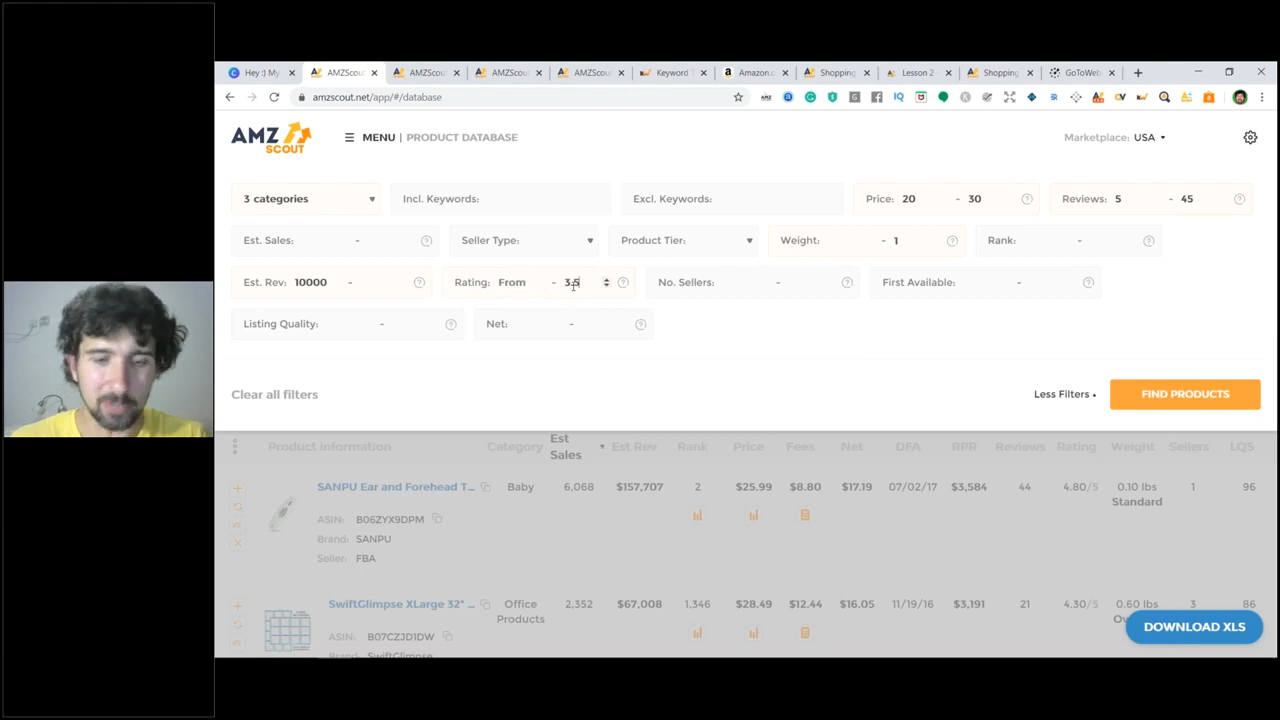 Hey :) My
AMZScout
AMZScout
AMZScout
AMZScout
Keyword T
Amazon.c
Shopping
Lesson 2
Shopping
GoToWeb
amzscout.net/app/#/database
AMZ SCOUT
MENU | PRODUCT DATABASE
Marketplace: USA
3 categories Incl. Keywords: Excl. Keywords: Price: 20 - 30 Reviews: 5 - 45
Est. Sales: - Seller Type: Product Tier: Weight: - 1 Rank: -
Est. Rev: 10000 - Rating: From - 3.5 No. Sellers: - First Available: -
Listing Quality: - Net: -
Clear all filters Less Filters FIND PRODUCTS
Product information Category Est Sales Est Rev Rank Price Fees Net DFA RPR Reviews Rating Weight Sellers LQS
SANPU Ear and Forehead T... Baby 6,068 $157,707 2 $25.99 $8.80 $17.19 07/02/17 $3,584 44 4.80/5 0.10 lbs Standard 1 96
ASIN: B06ZYX9DPM
Brand: SANPU
Seller: FBA
SwiftGlimpse XLarge 32" ... Office Products 2,352 $67,008 1,346 $28.49 $12.44 $16.05 11/19/16 $3,191 21 4.30/5 0.60 lbs 3 86
ASIN: B07CZJD1DW
Brand: SwiftGlimpse
DOWNLOAD XLS